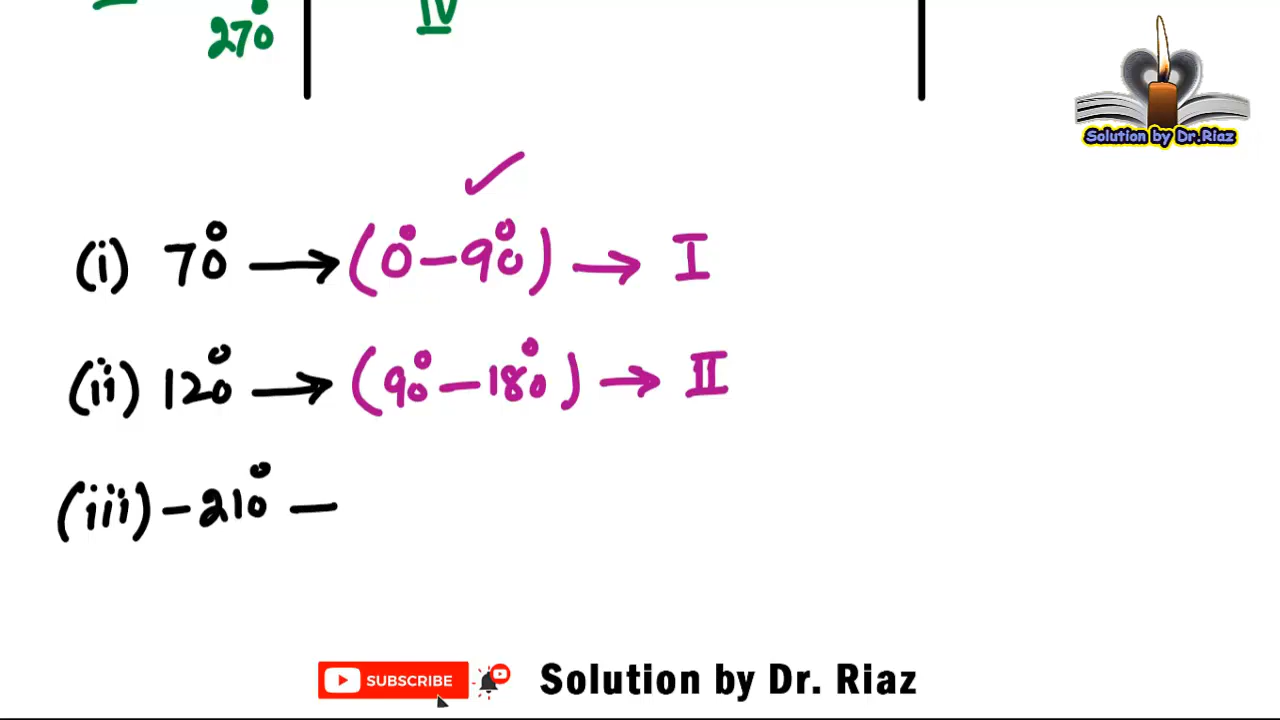 270°
IV
Solution by Dr.Riaz
(i) 70° → (0° – 90°) → I
(ii) 120° → (90° – 180°) → II
(iii) – 210° –
SUBSCRIBE
Solution by Dr. Riaz